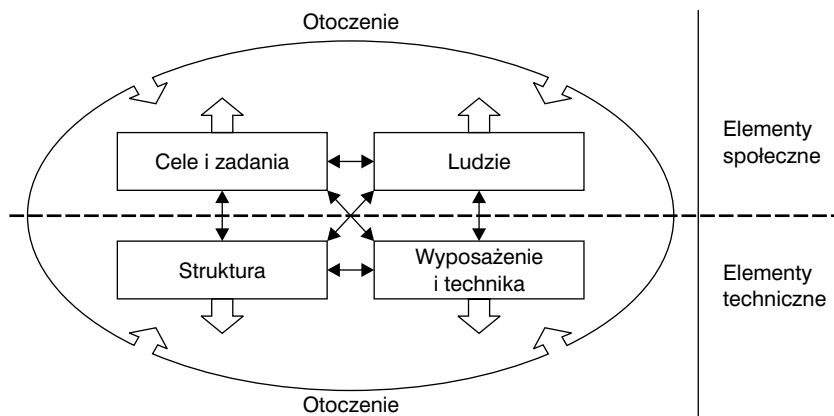 Otoczenie
Cele i zadania
Ludzie
Elementy
społeczne
Struktura
Wyposażenie
i technika
Elementy
techniczne
Otoczenie